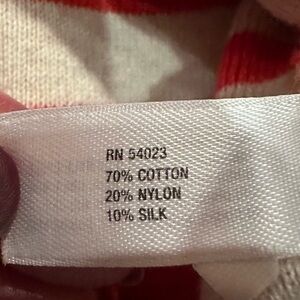 RN 54023
70% COTTON
20% NYLON
10% SILK